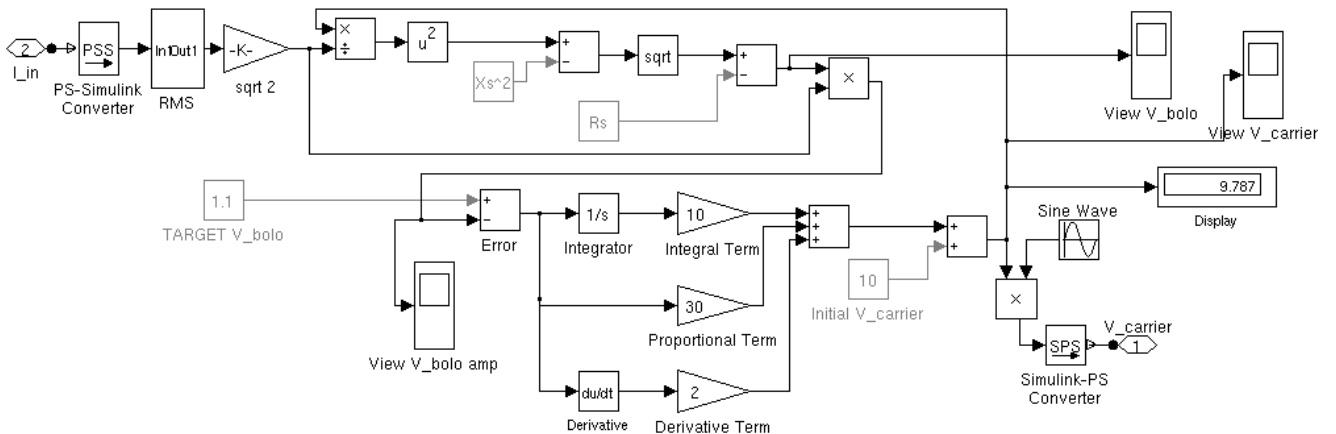 2
I_in
PSS
PS-Simulink
Converter
In1Out1
RMS
-K-
sqrt 2
×
÷
u²
Xs^2
+
−
sqrt
Rs
+
−
×
View V_bolo
View V_carrier
9.787
Display
1.1
TARGET V_bolo
+
−
Error
View V_bolo amp
1/s
Integrator
10
Integral Term
30
Proportional Term
du/dt
Derivative
2
Derivative Term
+
+
+
10
Initial V_carrier
+
+
Sine Wave
×
SPS
Simulink-PS
Converter
V_carrier
1